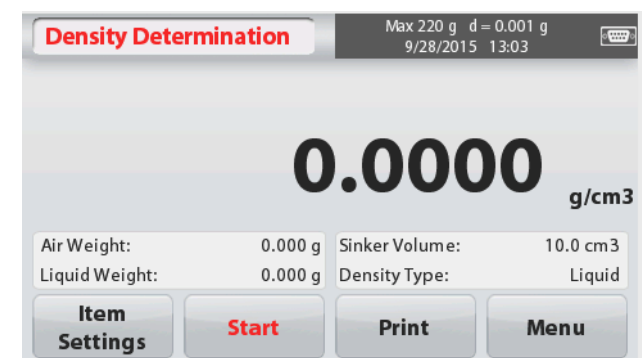 Density Determination
Max 220 g d = 0.001 g
9/28/2015 13:03
0.0000
g/cm3
Air Weight: 0.000 g
Liquid Weight: 0.000 g
Sinker Volume: 10.0 cm3
Density Type: Liquid
Item
Settings
Start
Print
Menu